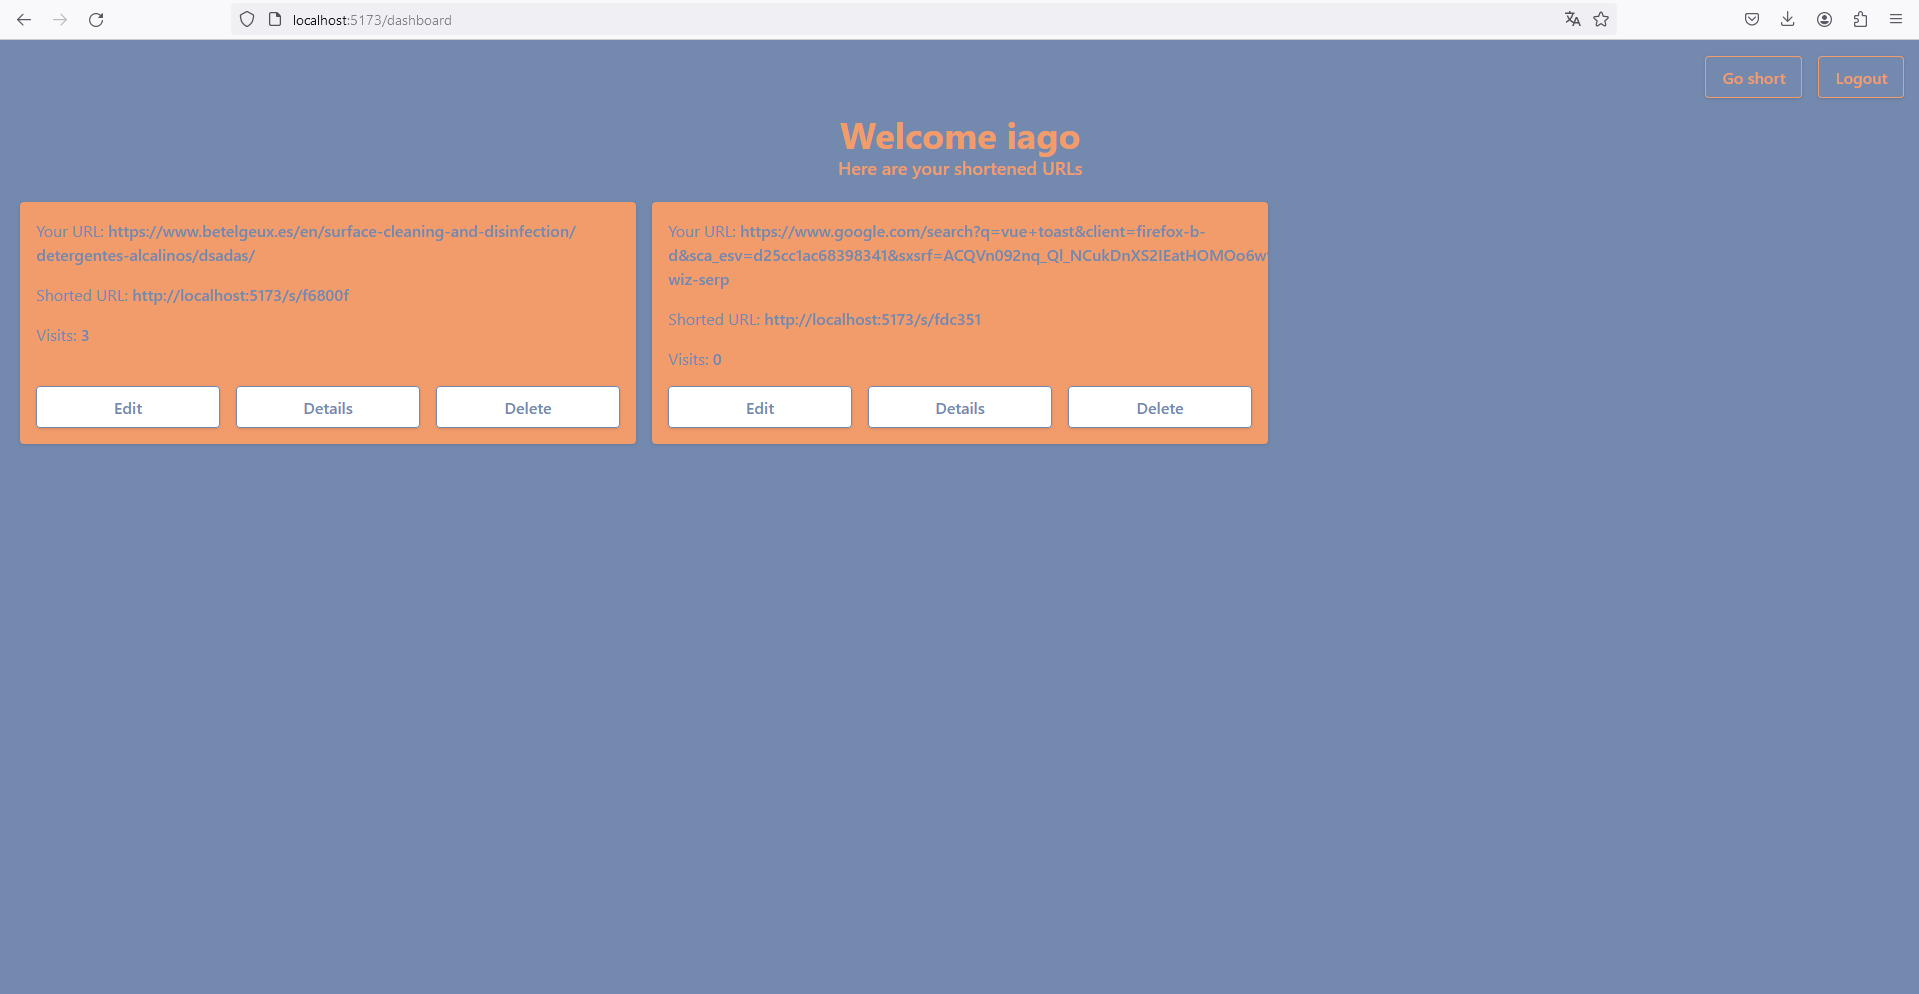 localhost:5173/dashboard
Go short
Logout
Welcome iago
Here are your shortened URLs
Your URL: https://www.betelgeux.es/en/surface-cleaning-and-disinfection/
detergentes-alcalinos/dsadas/
Shorted URL: http://localhost:5173/s/f6800f
Visits: 3
Edit
Details
Delete
Your URL: https://www.google.com/search?q=vue+toast&client=firefox-b-
d&sca_esv=d25cc1ac68398341&sxsrf=ACQVn092nq_Ql_NCukDnXS2IEatHOMOo6w
wiz-serp
Shorted URL: http://localhost:5173/s/fdc351
Visits: 0
Edit
Details
Delete